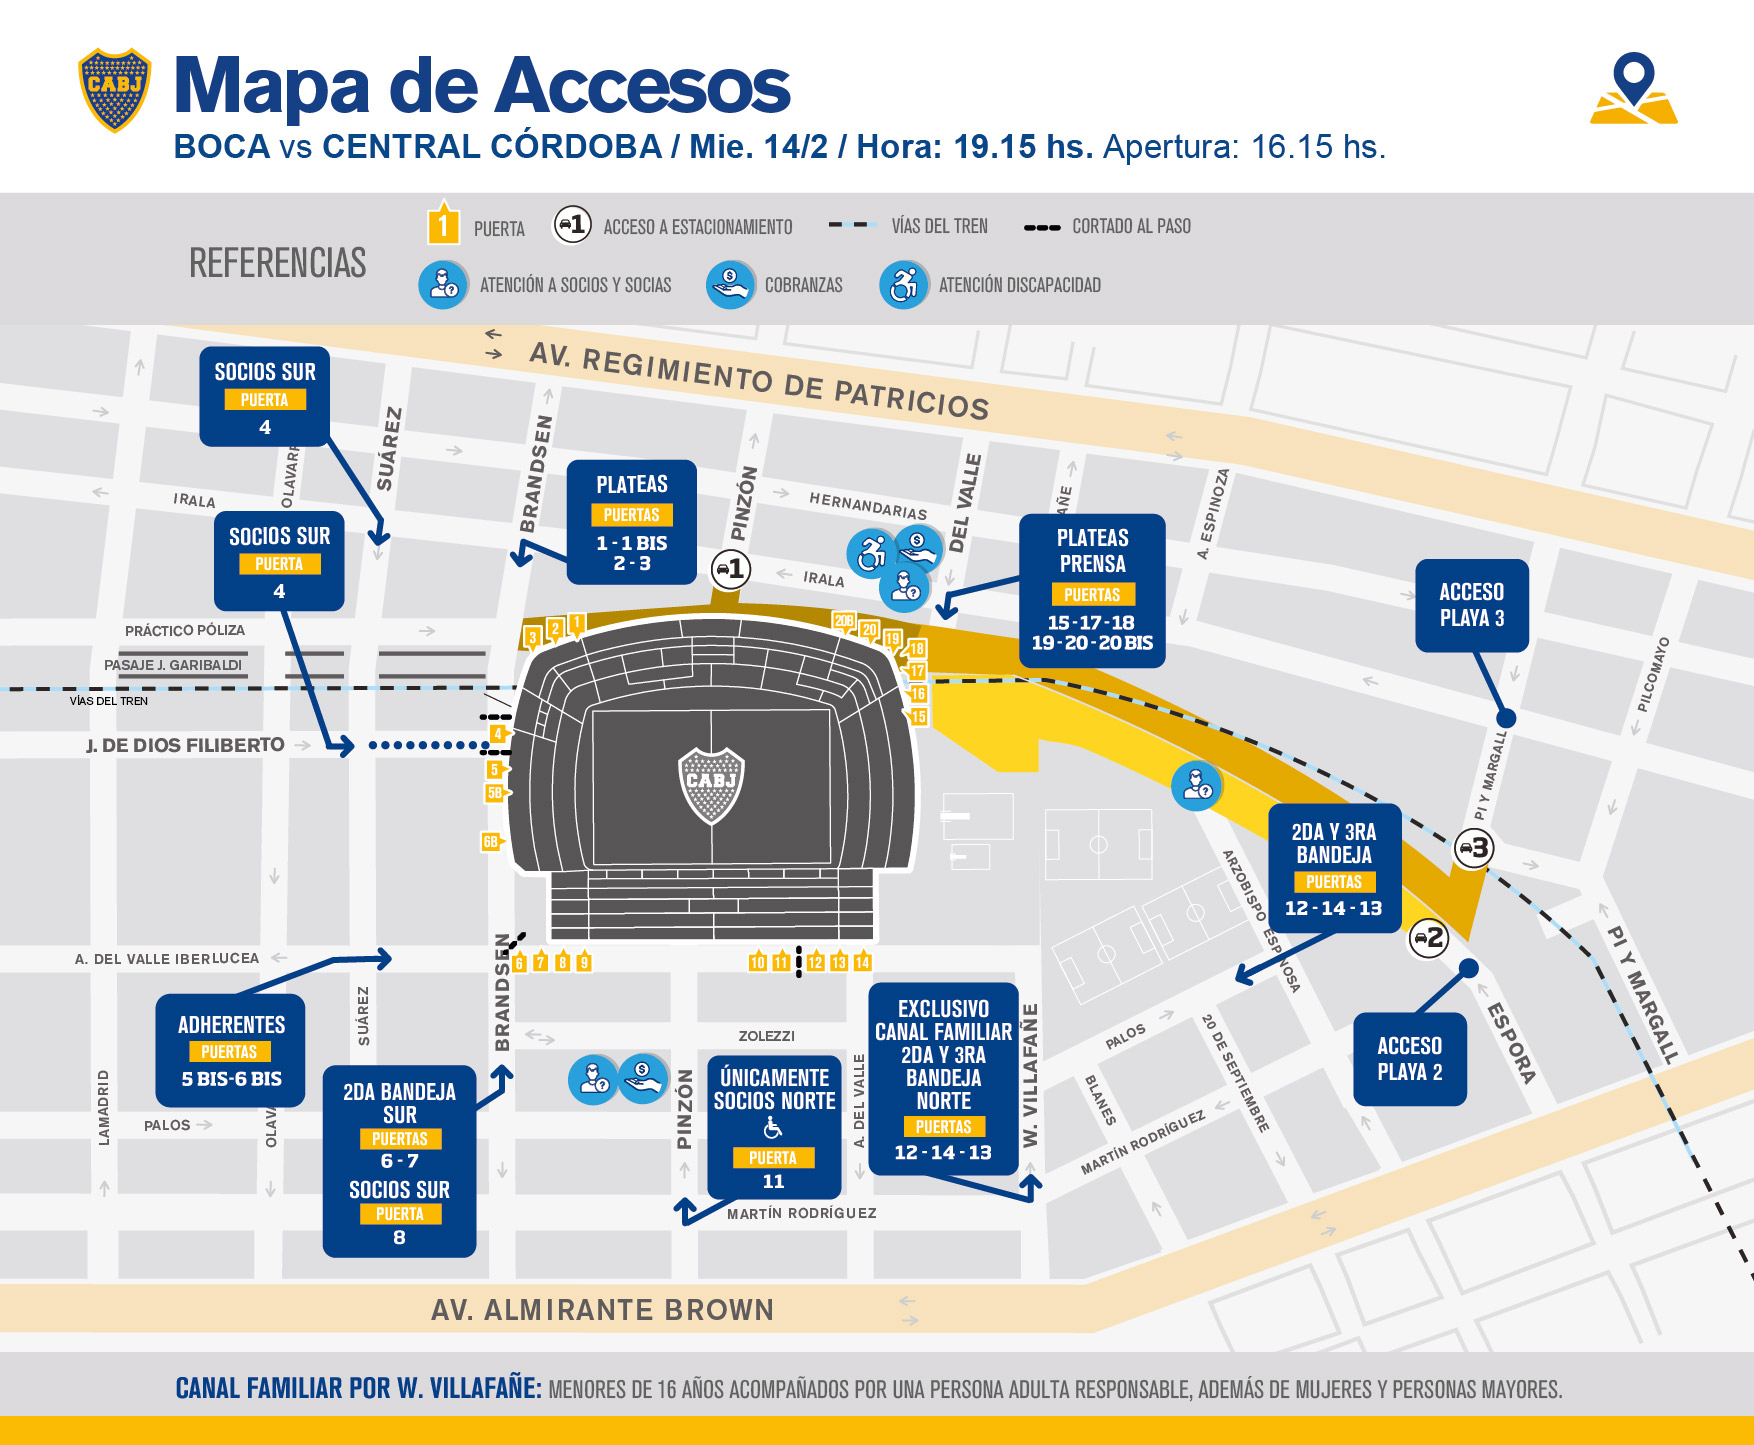 CABJ
Mapa de Accesos
BOCA vs CENTRAL CÓRDOBA / Mie. 14/2 / Hora: 19.15 hs. Apertura: 16.15 hs.
REFERENCIAS
1 PUERTA
1 ACCESO A ESTACIONAMIENTO
VÍAS DEL TREN
CORTADO AL PASO
ATENCIÓN A SOCIOS Y SOCIAS
COBRANZAS
ATENCIÓN DISCAPACIDAD
AV. REGIMIENTO DE PATRICIOS
SOCIOS SUR
PUERTA
4
SUÁREZ
OLAVARR
BRANDSEN
IRALA
PLATEAS
PUERTAS
1 - 1 BIS
2 - 3
PINZÓN
HERNANDARIAS
DEL VALLE
AÑE
A. ESPINOZA
SOCIOS SUR
PUERTA
4
1
IRALA
PLATEAS
PRENSA
PUERTAS
15 - 17 - 18
19 - 20 - 20 BIS
ACCESO
PLAYA 3
PRÁCTICO PÓLIZA
PASAJE J. GARIBALDI
VÍAS DEL TREN
J. DE DIOS FILIBERTO
3
2
1
20B
20
19
18
17
16
15
4
5
5B
6B
CABJ
PILCOMAYO
PI Y MARGALL
3
2DA Y 3RA
BANDEJA
PUERTAS
12 - 14 - 13
ARZOBISPO ESPINOSA
2
A. DEL VALLE IBERLUCEA
BRANDSEN
6
7
8
9
10
11
12
13
14
PI Y MARGALL
ADHERENTES
PUERTAS
5 BIS-6 BIS
SUÁREZ
ZOLEZZI
EXCLUSIVO
CANAL FAMILIAR
2DA Y 3RA
BANDEJA
NORTE
PUERTAS
12 - 14 - 13
W. VILLAFAÑE
PALOS
20 DE SEPTIEMBRE
ESPORA
ACCESO
PLAYA 2
LAMADRID
PALOS
OLAVA
2DA BANDEJA
SUR
PUERTAS
6 - 7
SOCIOS SUR
PUERTA
8
PINZÓN
ÚNICAMENTE
SOCIOS NORTE
PUERTA
11
A. DEL VALLE
BLANES
MARTÍN RODRÍGUEZ
MARTÍN RODRÍGUEZ
AV. ALMIRANTE BROWN
CANAL FAMILIAR POR W. VILLAFAÑE: MENORES DE 16 AÑOS ACOMPAÑADOS POR UNA PERSONA ADULTA RESPONSABLE, ADEMÁS DE MUJERES Y PERSONAS MAYORES.